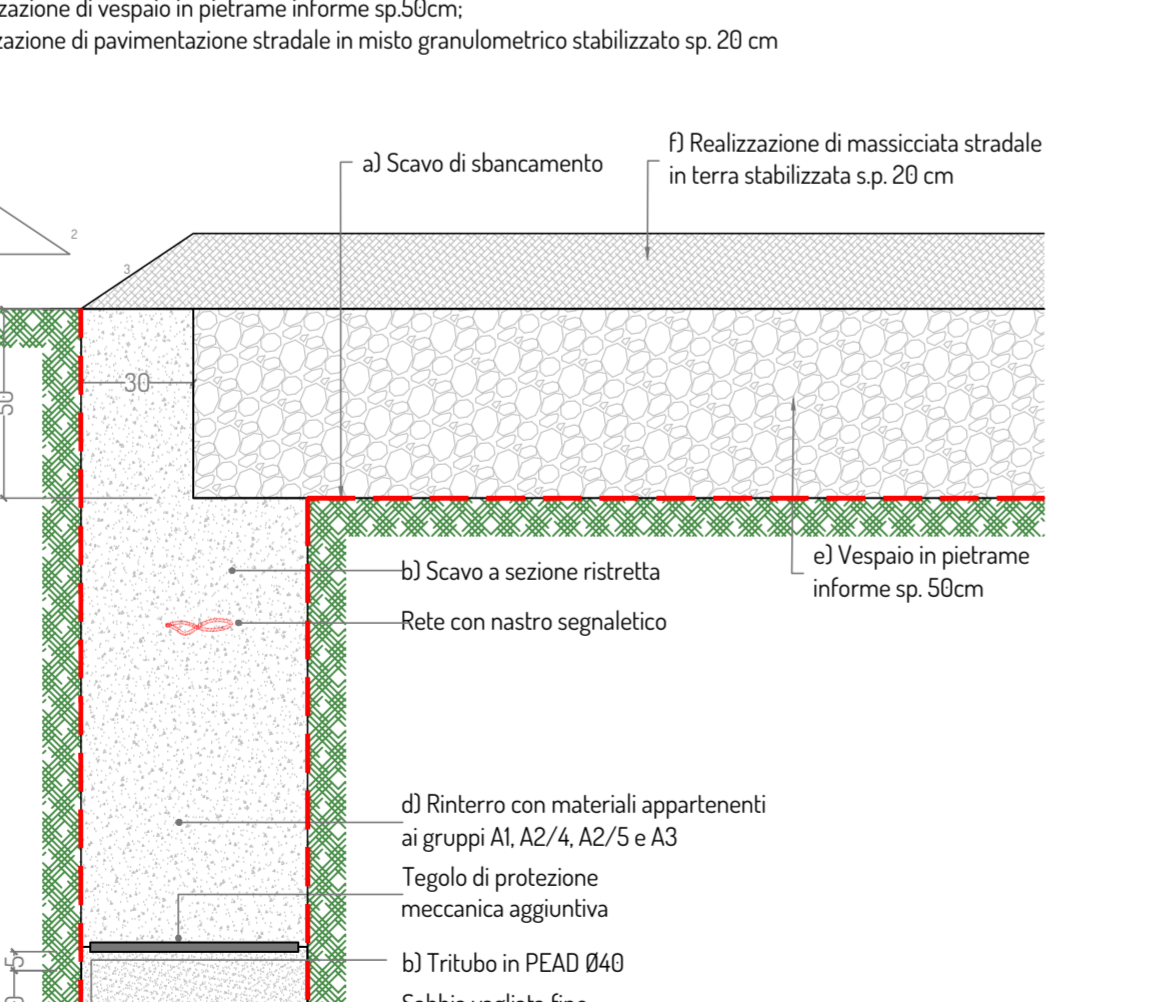 zazione di vespaio in pietrame informe sp.50cm;
zazione di pavimentazione stradale in misto granulometrico stabilizzato sp. 20 cm
f) Realizzazione di massicciata stradale
in terra stabilizzata s.p. 20 cm
a) Scavo di sbancamento
2
3
30
50
e) Vespaio in pietrame
informe sp. 50cm
b) Scavo a sezione ristretta
Rete con nastro segnaletico
d) Rinterro con materiali appartenenti
ai gruppi A1, A2/4, A2/5 e A3
Tegolo di protezione
meccanica aggiuntiva
b) Tritubo in PEAD Ø40
5